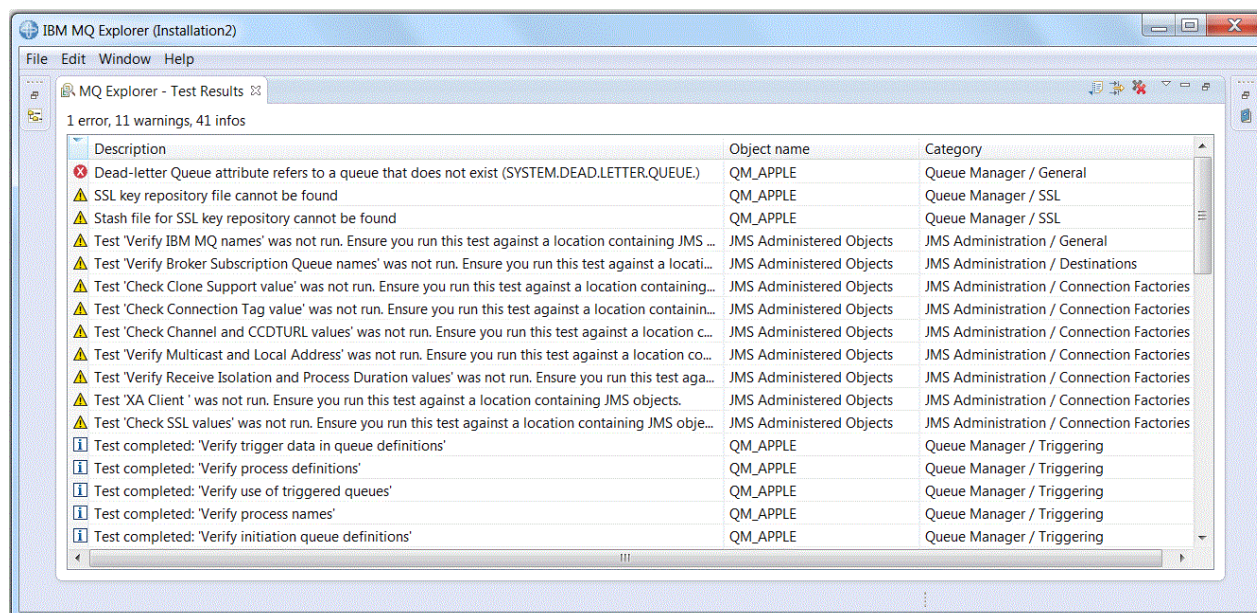 IBM MQ Explorer (Installation2)
File Edit Window Help
MQ Explorer - Test Results
1 error, 11 warnings, 41 infos
Description Object name Category
Dead-letter Queue attribute refers to a queue that does not exist (SYSTEM.DEAD.LETTER.QUEUE.) QM_APPLE Queue Manager / General
SSL key repository file cannot be found QM_APPLE Queue Manager / SSL
Stash file for SSL key repository cannot be found QM_APPLE Queue Manager / SSL
Test 'Verify IBM MQ names' was not run. Ensure you run this test against a location containing JMS ... JMS Administered Objects JMS Administration / General
Test 'Verify Broker Subscription Queue names' was not run. Ensure you run this test against a locati... JMS Administered Objects JMS Administration / Destinations
Test 'Check Clone Support value' was not run. Ensure you run this test against a location containing... JMS Administered Objects JMS Administration / Connection Factories
Test 'Check Connection Tag value' was not run. Ensure you run this test against a location containin... JMS Administered Objects JMS Administration / Connection Factories
Test 'Check Channel and CCDTURL values' was not run. Ensure you run this test against a location c... JMS Administered Objects JMS Administration / Connection Factories
Test 'Verify Multicast and Local Address' was not run. Ensure you run this test against a location co... JMS Administered Objects JMS Administration / Connection Factories
Test 'Verify Receive Isolation and Process Duration values' was not run. Ensure you run this test aga... JMS Administered Objects JMS Administration / Connection Factories
Test 'XA Client ' was not run. Ensure you run this test against a location containing JMS objects. JMS Administered Objects JMS Administration / Connection Factories
Test 'Check SSL values' was not run. Ensure you run this test against a location containing JMS obje... JMS Administered Objects JMS Administration / Connection Factories
Test completed: 'Verify trigger data in queue definitions' QM_APPLE Queue Manager / Triggering
Test completed: 'Verify process definitions' QM_APPLE Queue Manager / Triggering
Test completed: 'Verify use of triggered queues' QM_APPLE Queue Manager / Triggering
Test completed: 'Verify process names' QM_APPLE Queue Manager / Triggering
Test completed: 'Verify initiation queue definitions' QM_APPLE Queue Manager / Triggering